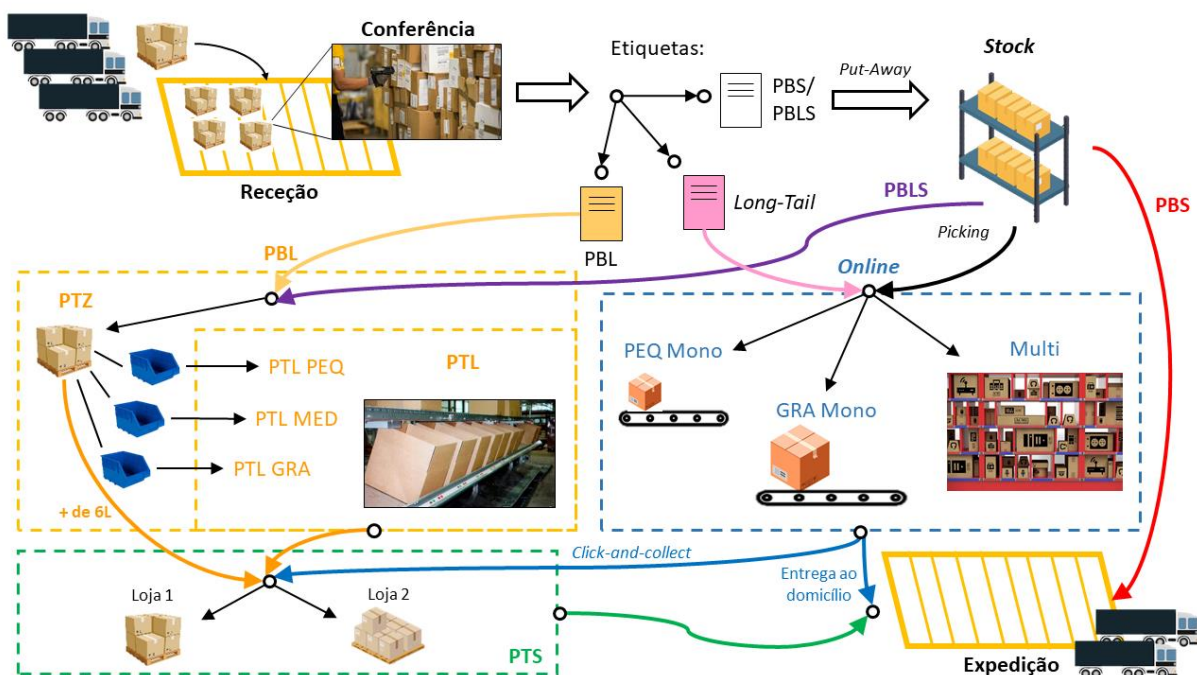 Conferência
Receção
Etiquetas:
PBS/
PBLS
Put-Away
Stock
Long-Tail
PBL
PBLS
PBS
Picking
PBL
Online
PTZ
PTL
PTL PEQ
PTL MED
PTL GRA
+ de 6L
PEQ Mono
GRA Mono
Multi
Click-and-collect
Entrega ao
domicílio
Loja 1
Loja 2
PTS
Expedição